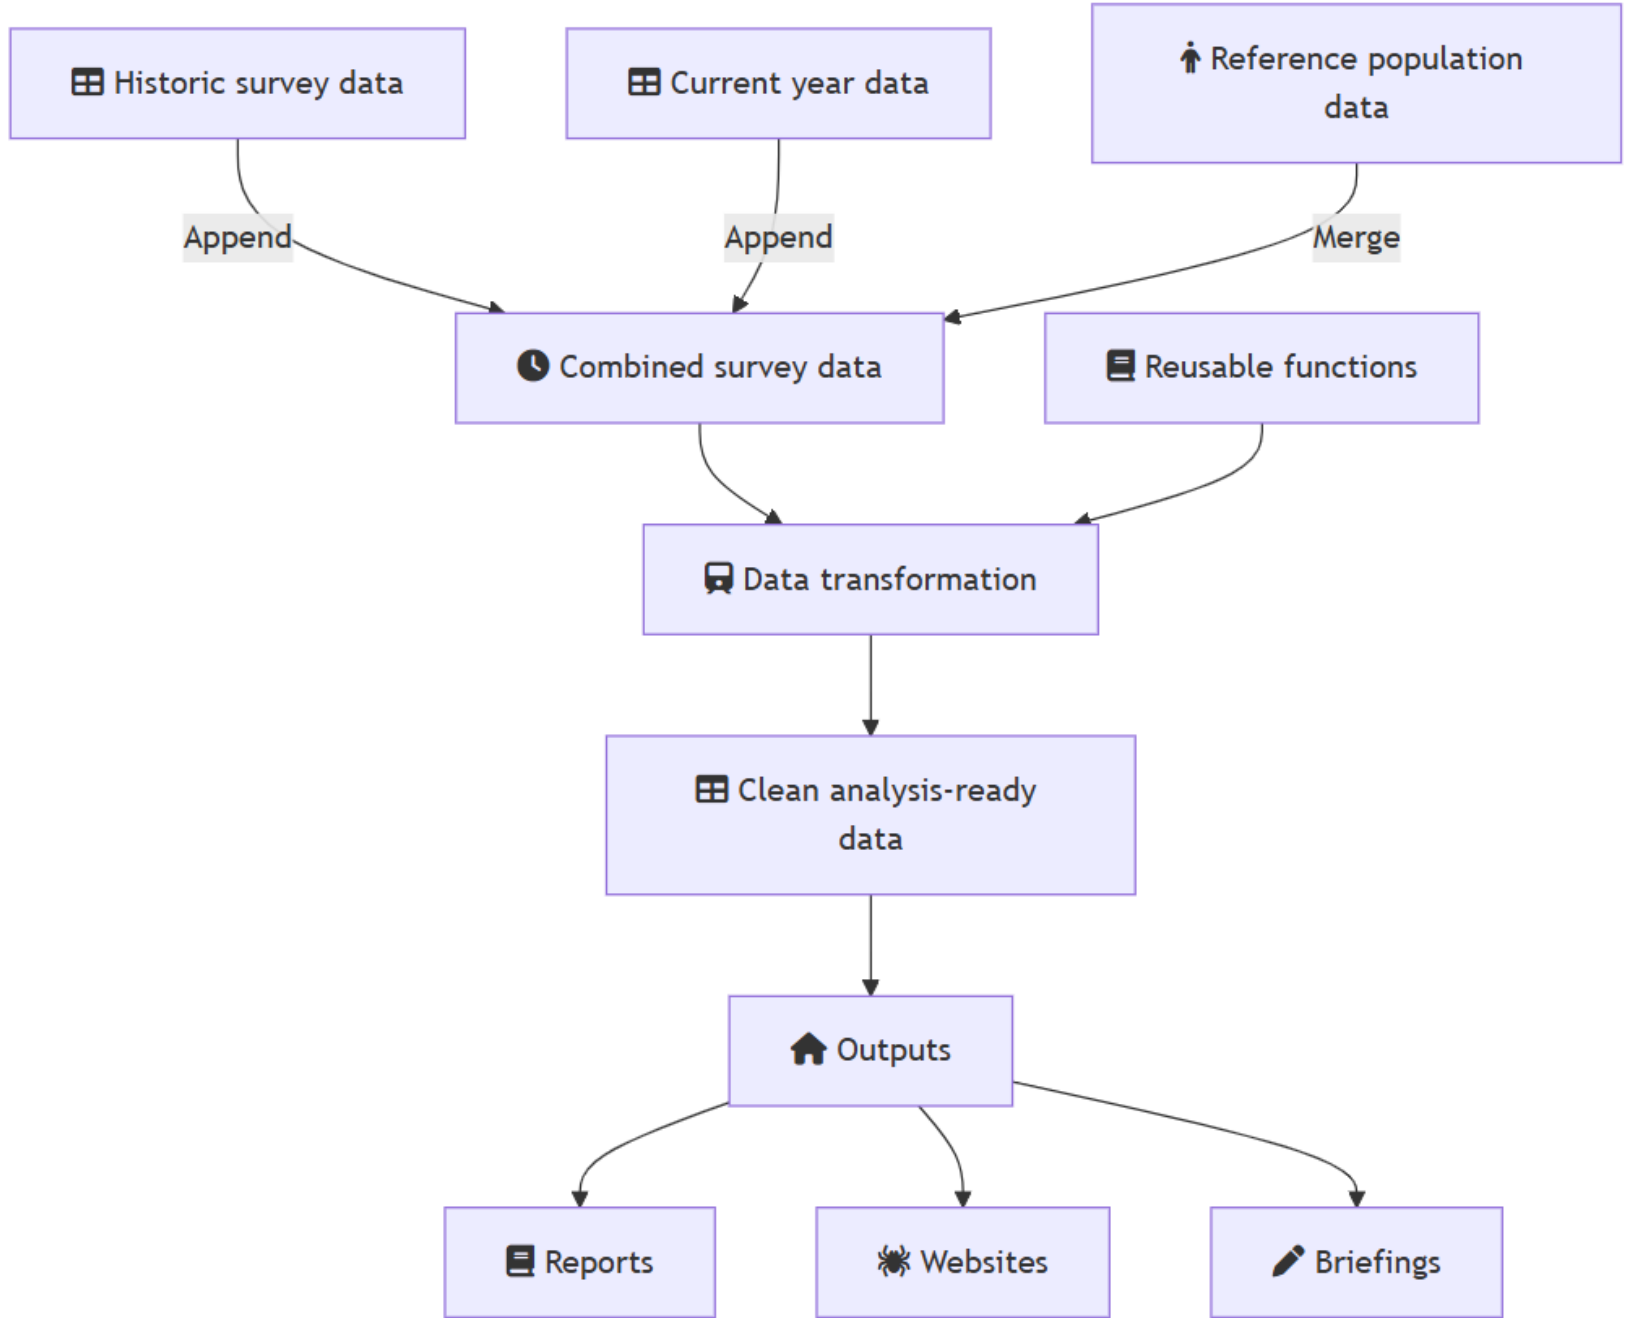 Historic survey data
Current year data
Reference population
data
Append
Append
Merge
Combined survey data
Reusable functions
Data transformation
Clean analysis-ready
data
Outputs
Reports
Websites
Briefings